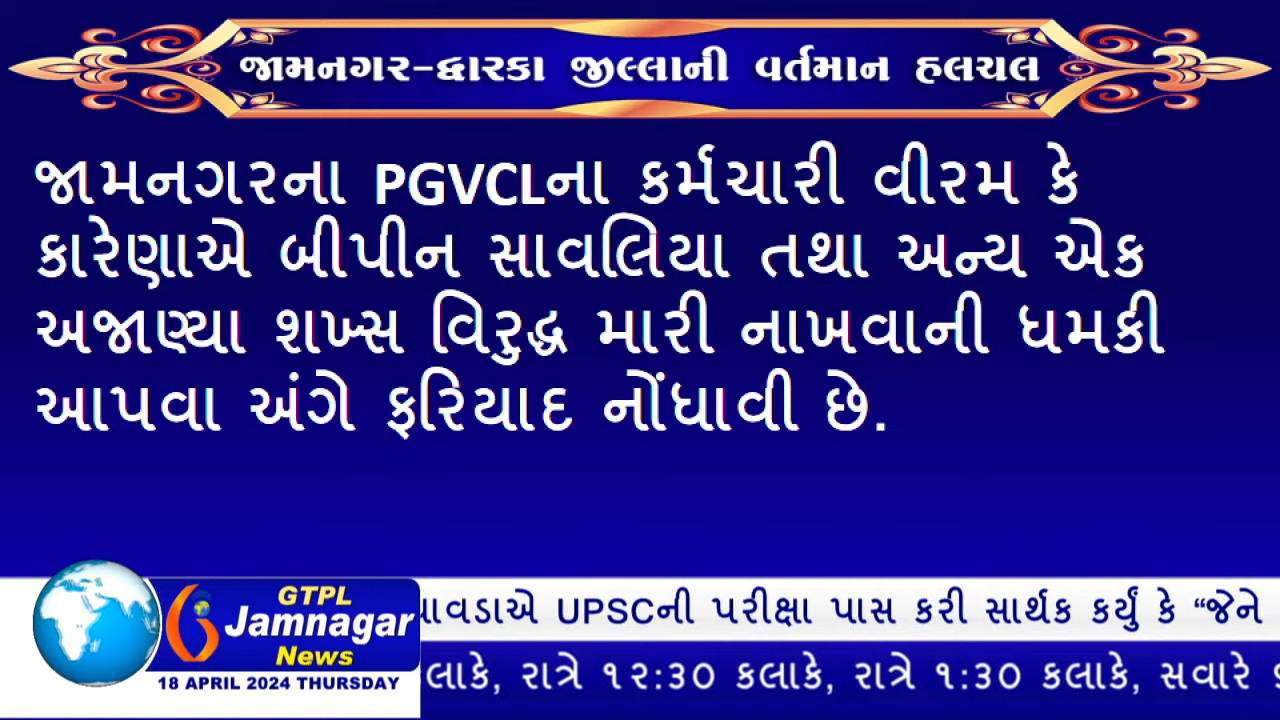 જામનગર-દ્વારકા જીલ્લાની વર્તમાન હલચલ
જામનગરના PGVCLના કર્મચારી વીરમ કે
કારેણાએ બીપીન સાવલિયા તથા અન્ય એક
અજાણ્યા શખ્સ વિરુદ્ધ મારી નાખવાની ધમકી
આપવા અંગે ફરિયાદ નોંધાવી છે.
GTPL
Jamnagar
News
18 APRIL 2024 THURSDAY
UPSCની પરીક્ષા પાસ કરી સાર્થક કર્યું કે “જેને
રાત્રે ૧૨:૩૦ કલાકે, રાત્રે ૧:૩૦ કલાકે, સવારે